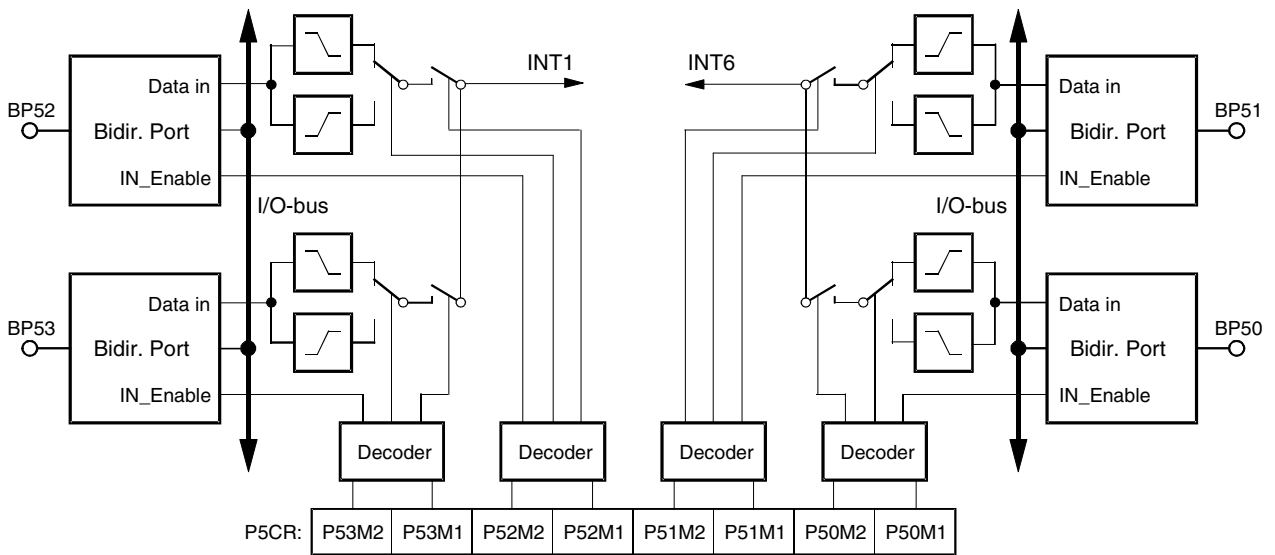 INT1
INT6
Data in
Data in
BP52
BP51
Bidir. Port
Bidir. Port
IN_Enable
IN_Enable
I/O-bus
I/O-bus
Data in
Data in
BP53
BP50
Bidir. Port
Bidir. Port
IN_Enable
IN_Enable
Decoder
Decoder
Decoder
Decoder
P5CR: P53M2 P53M1 P52M2 P52M1 P51M2 P51M1 P50M2 P50M1